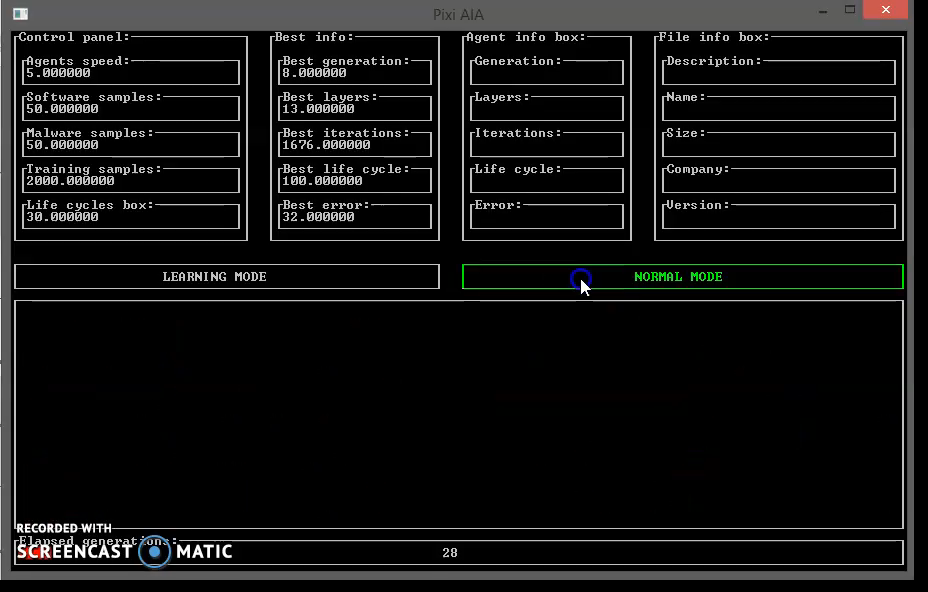 Pixi AIA
Control panel:
Agents speed:
5.000000
Software samples:
50.000000
Malware samples:
50.000000
Training samples:
2000.000000
Life cycles box:
30.000000
Best info:
Best generation:
8.000000
Best layers:
13.000000
Best iterations:
1676.000000
Best life cycle:
100.000000
Best error:
32.000000
Agent info box:
Generation:
Layers:
Iterations:
Life cycle:
Error:
File info box:
Description:
Name:
Size:
Company:
Version:
LEARNING MODE
NORMAL MODE
RECORDED WITH
Elapsed generations:
SCREENCAST MATIC
28